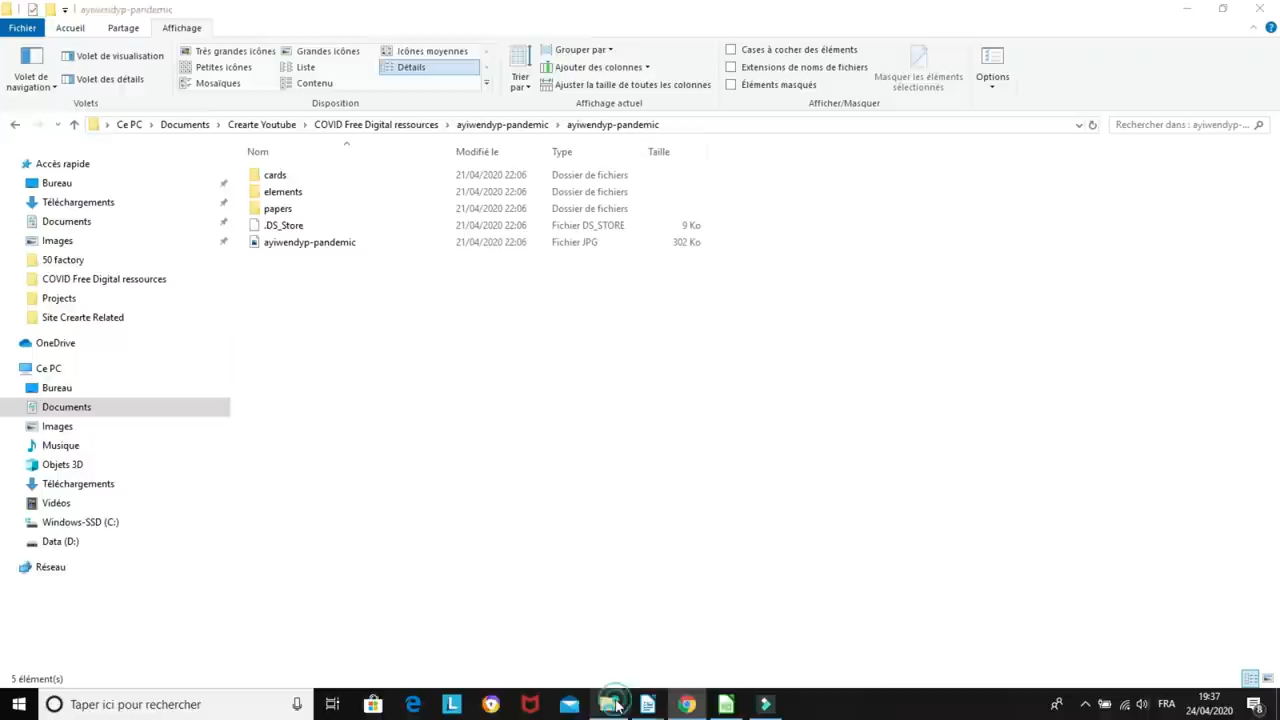 ayiwendyp-pandemic
Fichier Accueil Partage Affichage
Volet de navigation
Volet de visualisation
Volet des détails
Volets
Très grandes icônes Grandes icônes Icônes moyennes
Petites icônes Liste Détails
Mosaïques Contenu
Disposition
Trier par
Grouper par
Ajouter des colonnes
Ajuster la taille de toutes les colonnes
Affichage actuel
Cases à cocher des éléments
Extensions de noms de fichiers
Éléments masqués
Masquer les éléments sélectionnés
Afficher/Masquer
Options
Ce PC > Documents > Crearte Youtube > COVID Free Digital ressources > ayiwendyp-pandemic > ayiwendyp-pandemic
Rechercher dans : ayiwendyp-...
Accès rapide
Bureau
Téléchargements
Documents
Images
50 factory
COVID Free Digital ressources
Projects
Site Crearte Related
OneDrive
Ce PC
Bureau
Documents
Images
Musique
Objets 3D
Téléchargements
Vidéos
Windows-SSD (C:)
Data (D:)
Réseau
Nom Modifié le Type Taille
cards 21/04/2020 22:06 Dossier de fichiers
elements 21/04/2020 22:06 Dossier de fichiers
papers 21/04/2020 22:06 Dossier de fichiers
.DS_Store 21/04/2020 22:06 Fichier DS_STORE 9 Ko
ayiwendyp-pandemic 21/04/2020 22:06 Fichier JPG 302 Ko
5 élément(s)
Taper ici pour rechercher
FRA
19:37
24/04/2020
8